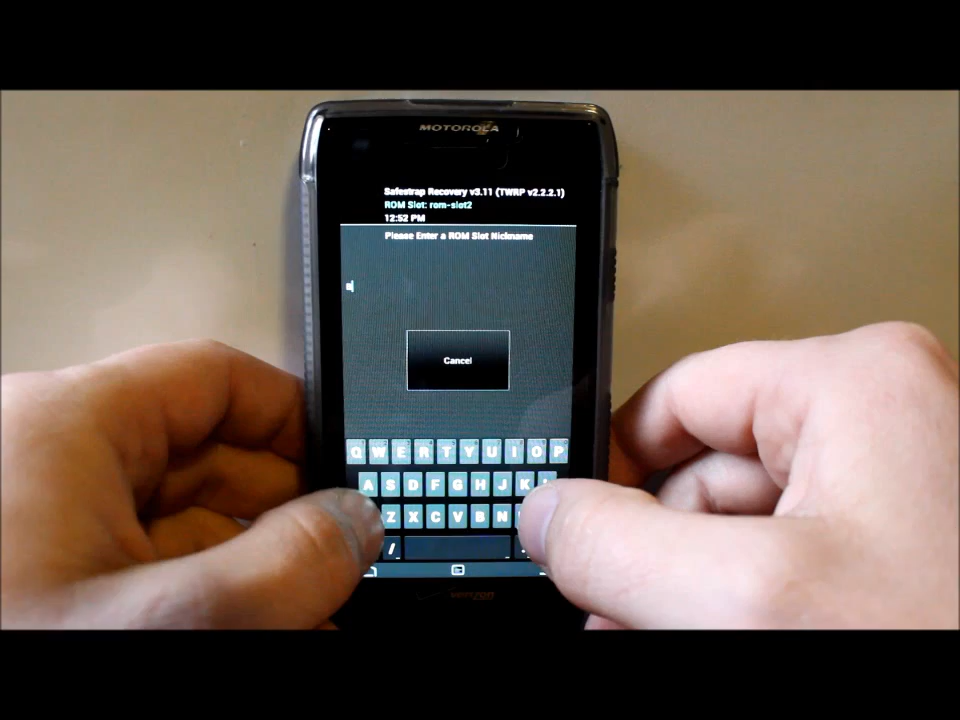 MOTOROLA
Safestrap Recovery v3.11 (TWRP v2.2.2.1)
ROM Slot: rom-slot2
12:52 PM
Please Enter a ROM Slot Nickname
Cancel
Q W E R T Y U I O P
A S D F G H J K
Z X C V B N
/
verizon